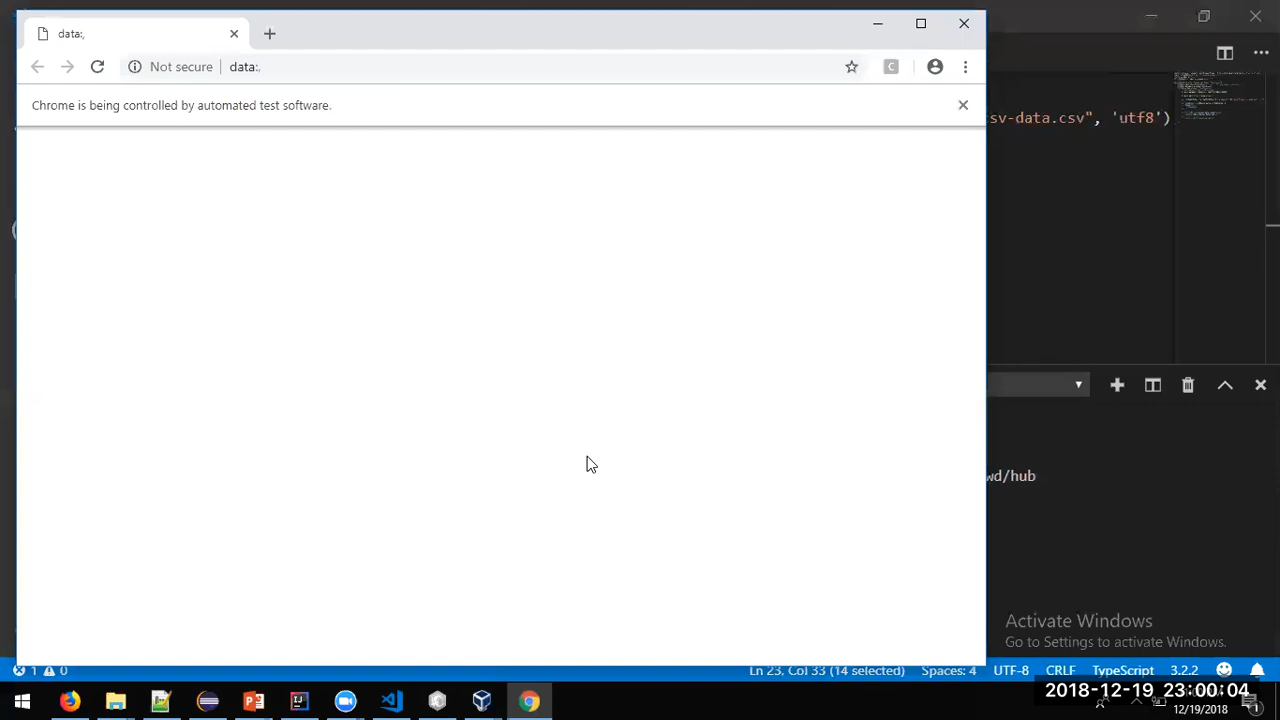 data:,
Not secure
data:,
C
Chrome is being controlled by automated test software.
sv-data.csv", 'utf8')
wd/hub
Activate Windows
Go to Settings to activate Windows.
1 0
Ln 23, Col 33 (14 selected)
Spaces: 4
UTF-8
CRLF
TypeScript
3.2.2
2018-12-19 23:00:04
12/19/2018
1